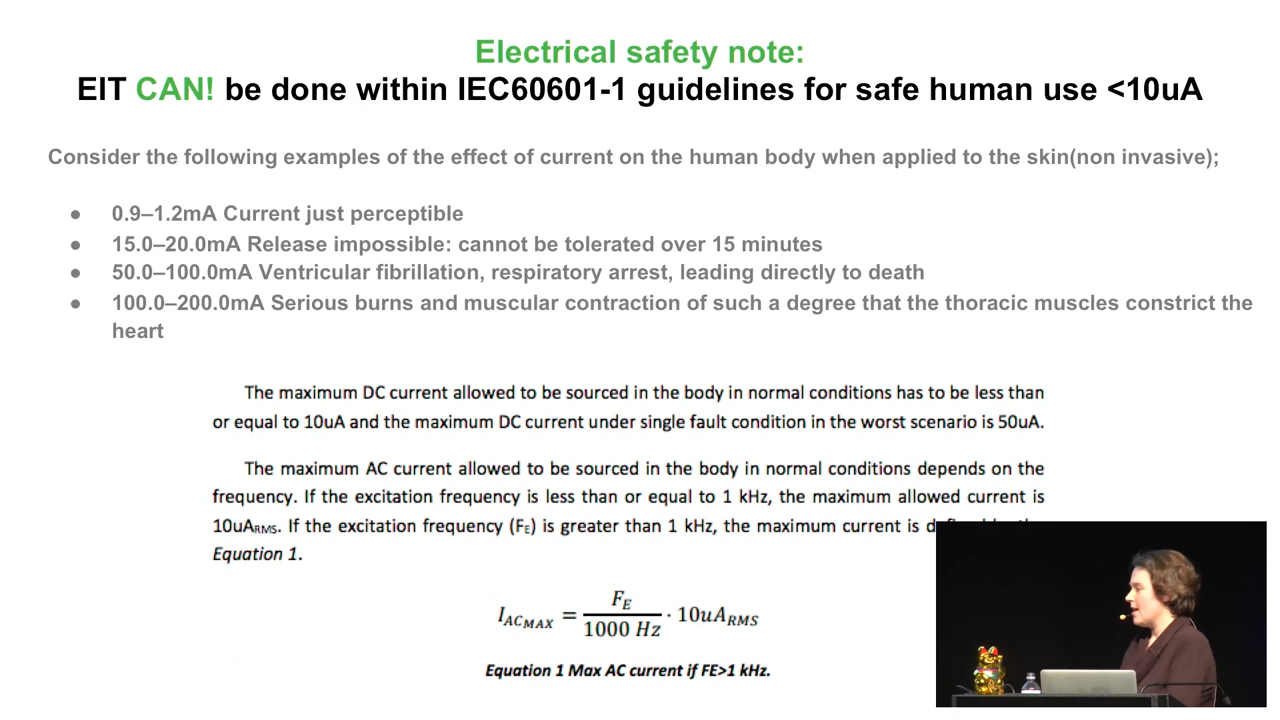 Electrical safety note:
EIT CAN! be done within IEC60601-1 guidelines for safe human use <10uA
Consider the following examples of the effect of current on the human body when applied to the skin(non invasive);
● 0.9–1.2mA Current just perceptible
● 15.0–20.0mA Release impossible: cannot be tolerated over 15 minutes
● 50.0–100.0mA Ventricular fibrillation, respiratory arrest, leading directly to death
● 100.0–200.0mA Serious burns and muscular contraction of such a degree that the thoracic muscles constrict the
heart
The maximum DC current allowed to be sourced in the body in normal conditions has to be less than
or equal to 10uA and the maximum DC current under single fault condition in the worst scenario is 50uA.
The maximum AC current allowed to be sourced in the body in normal conditions depends on the
frequency. If the excitation frequency is less than or equal to 1 kHz, the maximum allowed current is
10uARMS. If the excitation frequency (FE) is greater than 1 kHz, the maximum current is
Equation 1.
IACMAX = FE / 1000 Hz · 10uARMS
Equation 1 Max AC current if FE>1 kHz.